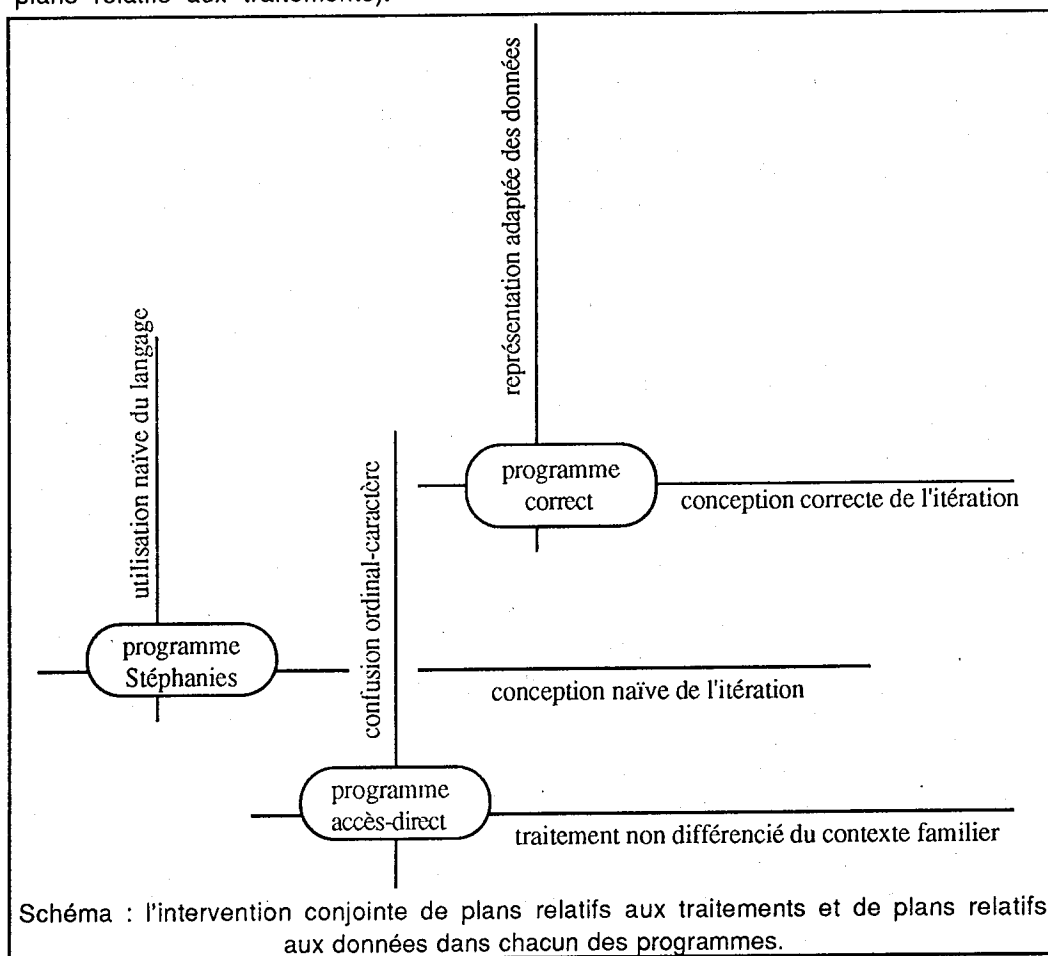 plans relatifs aux traitements).
représentation adaptée des données
utilisation naïve du langage
confusion ordinal-caractère
programme
correct
conception correcte de l'itération
programme
Stéphanies
conception naïve de l'itération
programme
accès-direct
traitement non différencié du contexte familier
Schéma : l'intervention conjointe de plans relatifs aux traitements et de plans relatifs
aux données dans chacun des programmes.